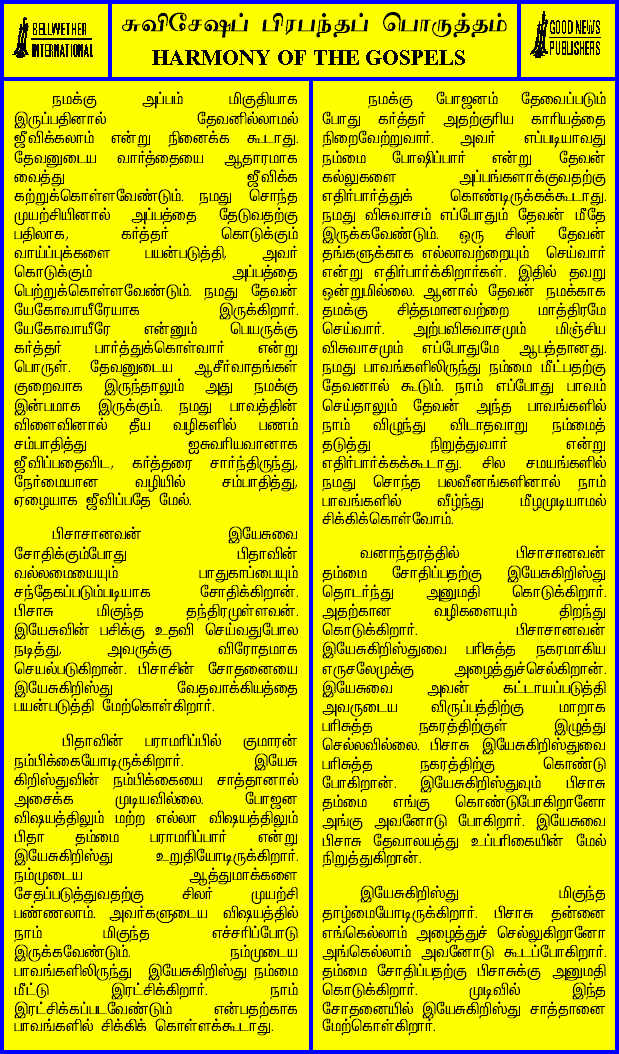 BELLWETHER
INTERNATIONAL
சுவிசேஷப் பிரபந்தப் பொருத்தம்
HARMONY OF THE GOSPELS
GOOD NEWS
PUBLISHERS
நமக்கு அப்பம் மிகுதியாக
இருப்பதினால் தேவனில்லாமல்
ஜீவிக்கலாம் என்று நினைக்க கூடாது.
தேவனுடைய வார்த்தையை ஆதாரமாக
வைத்து ஜீவிக்க
கற்றுக்கொள்ளவேண்டும். நமது சொந்த
முயற்சியினால் அப்பத்தை தேடுவதற்கு
பதிலாக, கர்த்தர் கொடுக்கும்
வாய்ப்புக்களை பயன்படுத்தி, அவர்
கொடுக்கும் அப்பத்தை
பெற்றுக்கொள்ளவேண்டும். நமது தேவன்
யேகோவாயீரேயாக இருக்கிறார்.
யேகோவாயீரே என்னும் பெயருக்கு
கர்த்தர் பார்த்துக்கொள்வார் என்று
பொருள். தேவனுடைய ஆசீர்வாதங்கள்
குறைவாக இருந்தாலும் அது நமக்கு
இன்பமாக இருக்கும். நமது பாவத்தின்
விளைவினால் தீய வழிகளில் பணம்
சம்பாதித்து ஐசுவரியவானாக
ஜீவிப்பதைவிட, கர்த்தரை சார்ந்திருந்து,
நேர்மையான வழியில் சம்பாதித்து,
ஏழையாக ஜீவிப்பதே மேல்.
பிசாசானவன் இயேசுவை
சோதிக்கும்போது பிதாவின்
வல்லமையையும் பாதுகாப்பையும்
சந்தேகப்படும்படியாக சோதிக்கிறான்.
பிசாசு மிகுந்த தந்திரமுள்ளவன்.
இயேசுவின் பசிக்கு உதவி செய்வதுபோல
நடித்து, அவருக்கு விரோதமாக
செயல்படுகிறான். பிசாசின் சோதனையை
இயேசுகிறிஸ்து வேதவாக்கியத்தை
பயன்படுத்தி மேற்கொள்கிறார்.
பிதாவின் பராமரிப்பில் குமாரன்
நம்பிக்கையோடிருக்கிறார். இயேசு
கிறிஸ்துவின் நம்பிக்கையை சாத்தானால்
அசைக்க முடியவில்லை. போஜன
விஷயத்திலும் மற்ற எல்லா விஷயத்திலும்
பிதா தம்மை பராமரிப்பார் என்று
இயேசுகிறிஸ்து உறுதியோடிருக்கிறார்.
நம்முடைய ஆத்துமாக்களை
சேதப்படுத்துவதற்கு சிலர் முயற்சி
பண்ணலாம். அவர்களுடைய விஷயத்தில்
நாம் மிகுந்த எச்சரிப்போடு
இருக்கவேண்டும். நம்முடைய
பாவங்களிலிருந்து இயேசுகிறிஸ்து நம்மை
மீட்டு இரட்சிக்கிறார். நாம்
இரட்சிக்கப்படவேண்டும் என்பதற்காக
பாவங்களில் சிக்கிக் கொள்ளக்கூடாது.
நமக்கு போஜனம் தேவைப்படும்
போது கர்த்தர் அதற்குரிய காரியத்தை
நிறைவேற்றுவார். அவர் எப்படியாவது
நம்மை போஷிப்பார் என்று தேவன்
கல்லுகளை அப்பங்களாக்குவதற்கு
எதிர்பார்த்துக் கொண்டிருக்கக்கூடாது.
நமது விசுவாசம் எப்போதும் தேவன் மீதே
இருக்கவேண்டும். ஒரு சிலர் தேவன்
தங்களுக்காக எல்லாவற்றையும் செய்வார்
என்று எதிர்பார்க்கிறார்கள். இதில் தவறு
ஒன்றுமில்லை. ஆனால் தேவன் நமக்காக
தமக்கு சித்தமானவற்றை மாத்திரமே
செய்வார். அற்பவிசுவாசமும் மிஞ்சிய
விசுவாசமும் எப்போதுமே ஆபத்தானது.
நமது பாவங்களிலிருந்து நம்மை மீட்பதற்கு
தேவனால் கூடும். நாம் எப்போது பாவம்
செய்தாலும் தேவன் அந்த பாவங்களில்
நாம் விழுந்து விடாதவாறு நம்மைத்
தடுத்து நிறுத்துவார் என்று
எதிர்பார்க்கக்கூடாது. சில சமயங்களில்
நமது சொந்த பலவீனங்களினால் நாம்
பாவங்களில் வீழ்ந்து மீழமுடியாமல்
சிக்கிக்கொள்வோம்.
வனாந்தரத்தில் பிசாசானவன்
தம்மை சோதிப்பதற்கு இயேசுகிறிஸ்து
தொடர்ந்து அனுமதி கொடுக்கிறார்.
அதற்கான வழிகளையும் திறந்து
கொடுக்கிறார். பிசாசானவன்
இயேசுகிறிஸ்துவை பரிசுத்த நகரமாகிய
எருசலேமுக்கு அழைத்துச்செல்கிறான்.
இயேசுவை அவன் கட்டாயப்படுத்தி
அவருடைய விருப்பத்திற்கு மாறாக
பரிசுத்த நகரத்திற்குள் இழுத்து
செல்லவில்லை. பிசாசு இயேசுகிறிஸ்துவை
பரிசுத்த நகரத்திற்கு கொண்டு
போகிறான். இயேசுகிறிஸ்துவும் பிசாசு
தம்மை எங்கு கொண்டுபோகிறானோ
அங்கு அவனோடு போகிறார். இயேசுவை
பிசாசு தேவாலயத்து உப்பரிகையின் மேல்
நிறுத்துகிறான்.
இயேசுகிறிஸ்து மிகுந்த
தாழ்மையோடிருக்கிறார். பிசாசு தன்னை
எங்கெல்லாம் அழைத்துச் செல்லுகிறானோ
அங்கெல்லாம் அவனோடு கூடப்போகிறார்.
தம்மை சோதிப்பதற்கு பிசாசுக்கு அனுமதி
கொடுக்கிறார். முடிவில் இந்த
சோதனையில் இயேசுகிறிஸ்து சாத்தானை
மேற்கொள்கிறார்.